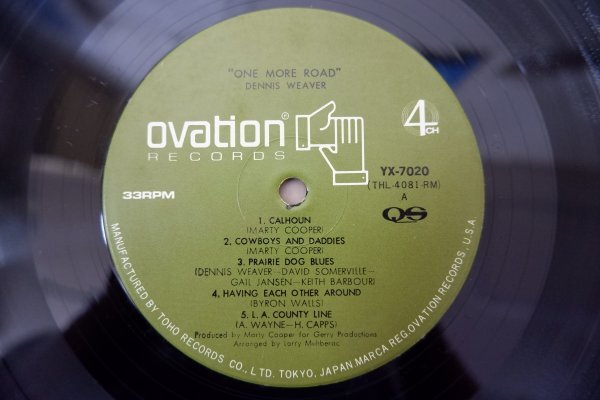 "ONE MORE ROAD"
DENNIS WEAVER
ovation®
RECORDS
4
CH
YX-7020
(THL-4081-RM)
A
QS
33RPM
1. CALHOUN
(MARTY COOPER)
2. COWBOYS AND DADDIES
(MARTY COOPER)
3. PRAIRIE DOG BLUES
(DENNIS WEAVER—DAVID SOMERVILLE—
GAIL JANSEN—KEITH BARBOUR)
4. HAVING EACH OTHER AROUND
(BYRON WALLS)
5. L.A. COUNTY LINE
(A. WAYNE—H. CAPPS)
Produced by Marty Cooper for Gerry Productions
Arranged by Larry Muhberac
MANUFACTURED BY TOHO RECORDS CO., LTD. TOKYO, JAPAN MARCA REG. OVATION RECORDS, U.S.A.